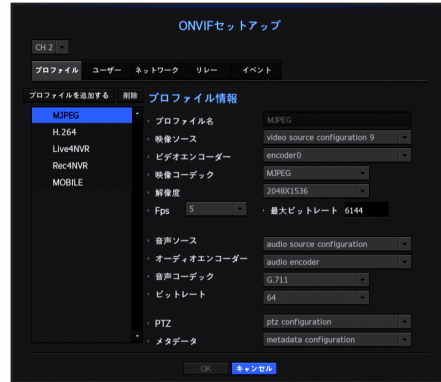 ONVIFセットアップ
CH 2
プロファイル ユーザー ネットワーク リレー イベント
プロファイルを追加する 削除 プロファイル情報
MJPEG
H.264
Live4NVR
Rec4NVR
MOBILE
プロファイル名 MJPEG
映像ソース video source configuration 9
ビデオエンコーダー encoder0
映像コーデック MJPEG
解像度 2048X1536
Fps 5 最大ビットレート 6144
音声ソース audio source configuration
オーディオエンコーダー audio encoder
音声コーデック G.711
ビットレート 64
PTZ ptz configuration
メタデータ metadata configuration
OK キャンセル